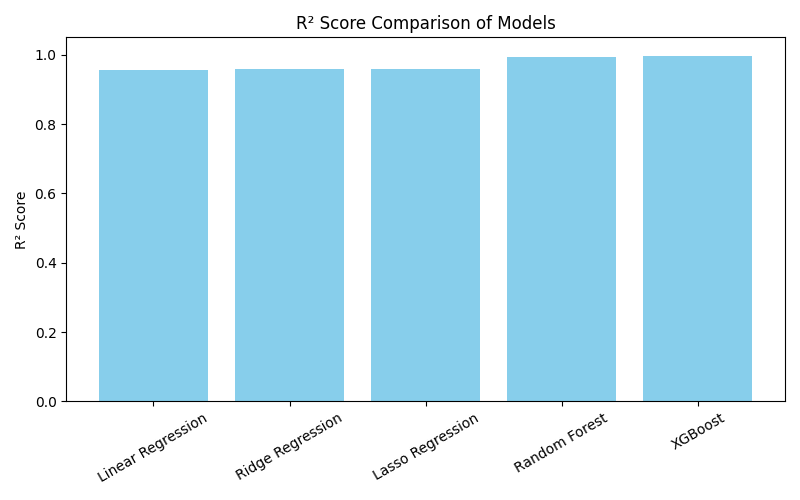 R² Score Comparison of Models
R² Score
1.0
0.8
0.6
0.4
0.2
0.0
Linear Regression
Ridge Regression
Lasso Regression
Random Forest
XGBoost